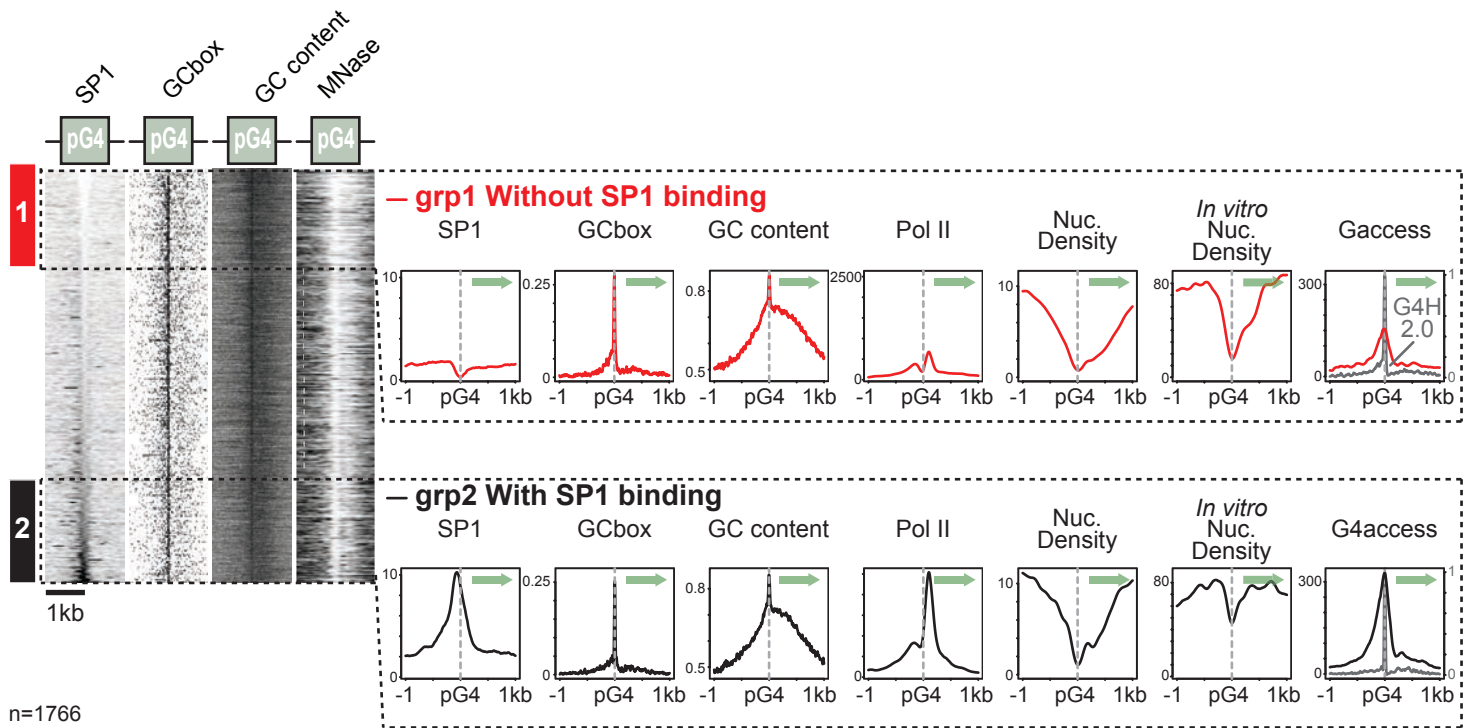 SP1 GCbox GC content MNase
pG4 pG4 pG4 pG4
1
2
1kb
n=1766
grp1 Without SP1 binding
SP1 GCbox GC content Pol II Nuc. Density In vitro Nuc. Density Gaccess
10 0
0.25 0
0.8 0.5
2500 0
10 0
80 0
300 0 1 0
G4H 2.0
-1 pG4 1kb -1 pG4 1kb -1 pG4 1kb -1 pG4 1kb -1 pG4 1kb -1 pG4 1kb -1 pG4 1kb
grp2 With SP1 binding
SP1 GCbox GC content Pol II Nuc. Density In vitro Nuc. Density G4access
10 0
0.25 0
0.8 0.5
10 0
80 0
300 0 1 0
-1 pG4 1kb -1 pG4 1kb -1 pG4 1kb -1 pG4 1kb -1 pG4 1kb -1 pG4 1kb -1 pG4 1kb